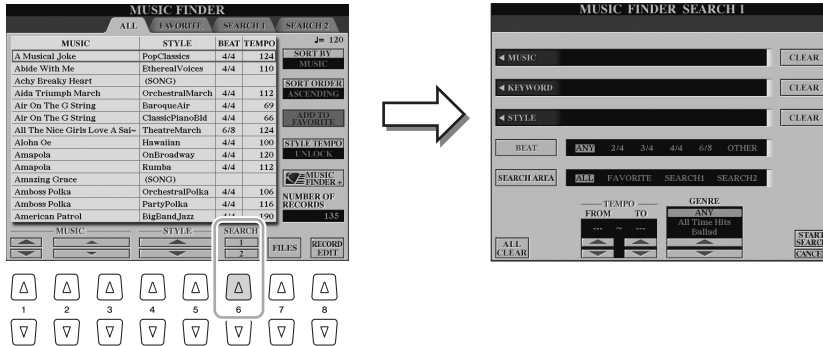 MUSIC FINDER
ALL FAVORITE SEARCH 1 SEARCH 2
MUSIC STYLE BEAT TEMPO
♩= 120
A Musical Joke PopClassics 4/4 124
Abide With Me EtherealVoices 4/4 110
Achy Breaky Heart (SONG)
Aida Triumph March OrchestralMarch 4/4 112
Air On The G String BaroqueAir 4/4 69
Air On The G String ClassicPianoBld 4/4 66
All The Nice Girls Love A Sai~ TheatreMarch 6/8 124
Aloha Oe Hawaiian 4/4 100
Amapola OnBroadway 4/4 120
Amapola Rumba 4/4 112
Amazing Grace (SONG)
Amboss Polka OrchestralPolka 4/4 106
Amboss Polka PartyPolka 4/4 116
American Patrol BigBandJazz 4/4 190
SORT BY
MUSIC
SORT ORDER
ASCENDING
ADD TO
FAVORITE
STYLE TEMPO
UNLOCK
MUSIC
FINDER+
NUMBER OF
RECORDS
135
MUSIC STYLE SEARCH
1
2
FILES
RECORD
EDIT
1 2 3 4 5 6 7 8
MUSIC FINDER SEARCH 1
MUSIC CLEAR
KEYWORD CLEAR
STYLE CLEAR
BEAT ANY 2/4 3/4 4/4 6/8 OTHER
SEARCH AREA ALL FAVORITE SEARCH1 SEARCH2
TEMPO
FROM TO
--- ~ ---
GENRE
ANY
All Time Hits
Ballad
ALL
CLEAR
START
SEARCH
CANCEL